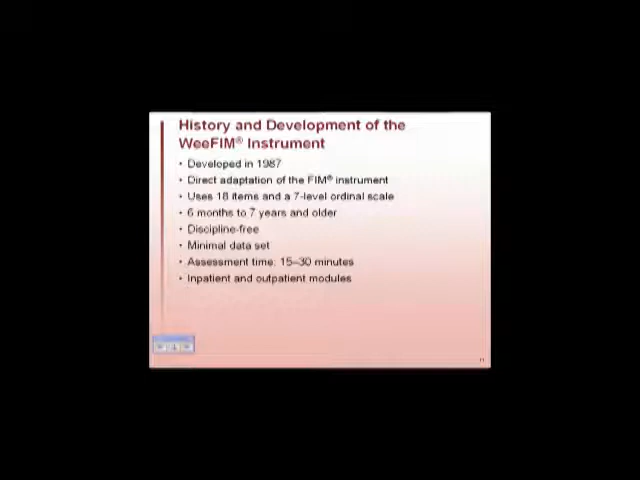 History and Development of the
WeeFIM® Instrument
• Developed in 1987
• Direct adaptation of the FIM® instrument
• Uses 18 items and a 7-level ordinal scale
• 6 months to 7 years and older
• Discipline-free
• Minimal data set
• Assessment time: 15–30 minutes
• Inpatient and outpatient modules